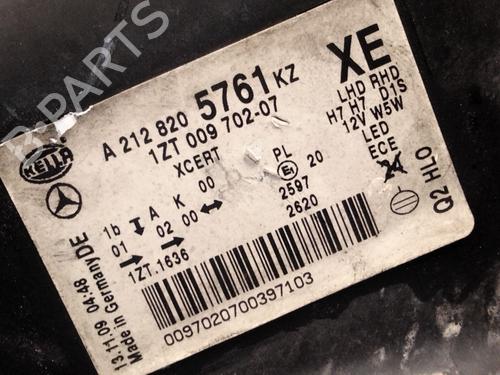 B PARTS
HELLA
A 212 820 5761 KZ
1ZT 009 702-07
XCERT
XE
LHD RHD
H7 H7 D1S
12V W5W
LED
ECE
24
Q2 HLO
1b A K 00 PL E1 20
01 02 00 2597
1ZT.1636 2620
13.11.09 04:48
Made in Germany DE
0097020700397103